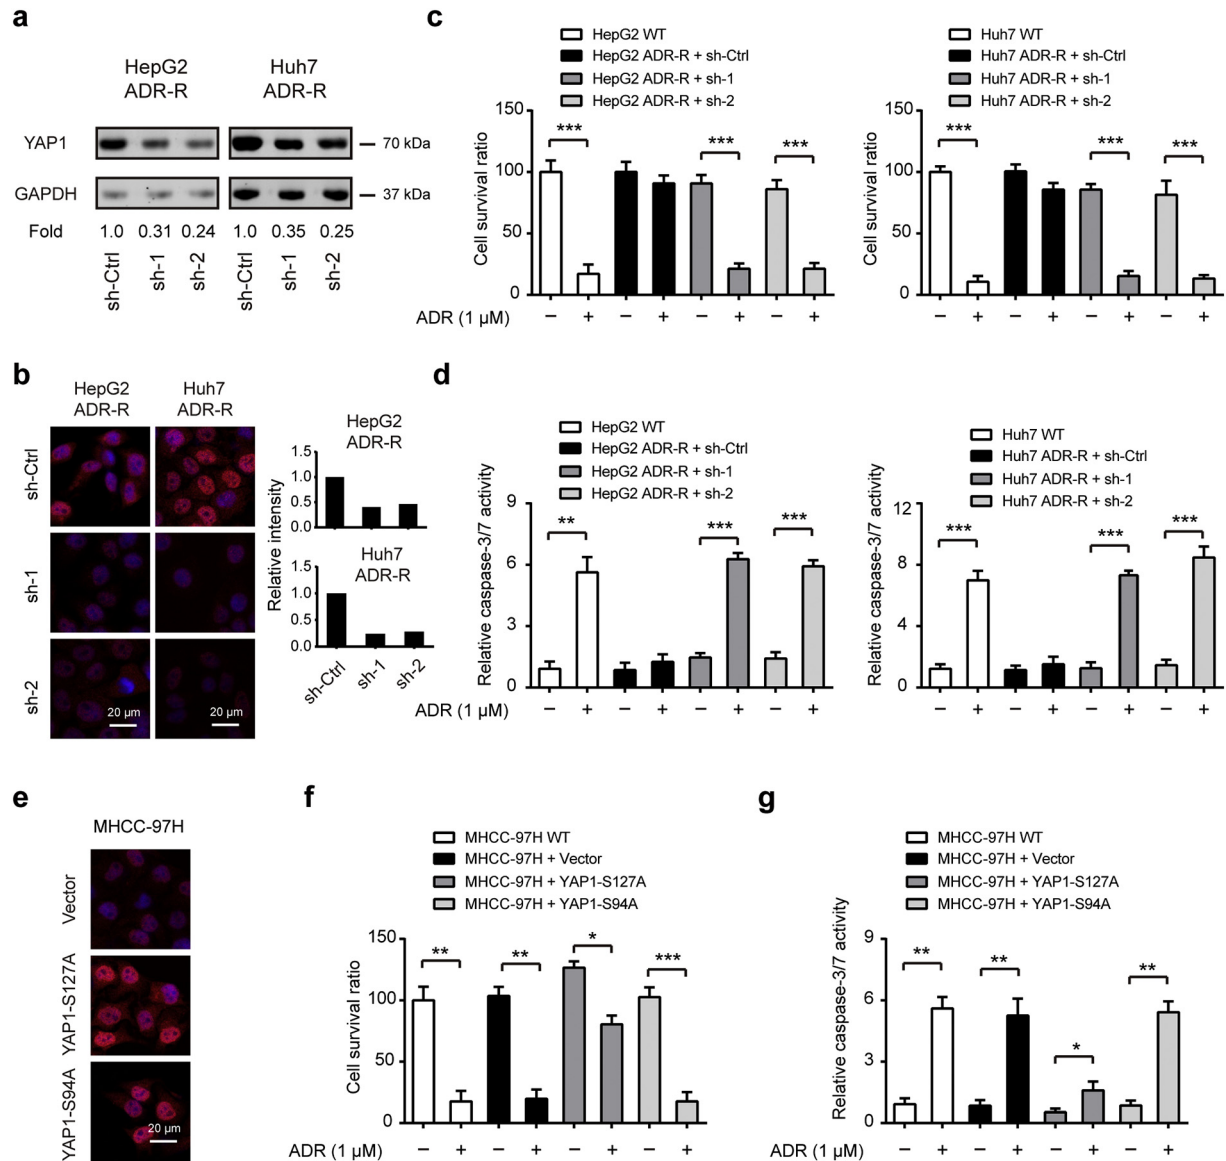 a
HepG2
ADR-R
Huh7
ADR-R
YAP1
70 kDa
GAPDH
37 kDa
Fold
1.0 0.31 0.24 1.0 0.35 0.25
sh-Ctrl sh-1 sh-2 sh-Ctrl sh-1 sh-2
b
HepG2
ADR-R
Huh7
ADR-R
sh-Ctrl
sh-1
sh-2
20 µm
20 µm
Relative intensity
HepG2
ADR-R
1.5
1.0
0.5
0.0
Huh7
ADR-R
1.5
1.0
0.5
0.0
sh-Ctrl sh-1 sh-2
c
HepG2 WT
HepG2 ADR-R + sh-Ctrl
HepG2 ADR-R + sh-1
HepG2 ADR-R + sh-2
Cell survival ratio
150
100
50
0
*** *** ***
ADR (1 µM) − + − + − + − +
Huh7 WT
Huh7 ADR-R + sh-Ctrl
Huh7 ADR-R + sh-1
Huh7 ADR-R + sh-2
Cell survival ratio
150
100
50
0
*** *** ***
− + − + − + − +
d
HepG2 WT
HepG2 ADR-R + sh-Ctrl
HepG2 ADR-R + sh-1
HepG2 ADR-R + sh-2
Relative caspase-3/7 activity
9
6
3
0
** *** ***
ADR (1 µM) − + − + − + − +
Huh7 WT
Huh7 ADR-R + sh-Ctrl
Huh7 ADR-R + sh-1
Huh7 ADR-R + sh-2
Relative caspase-3/7 activity
12
9
6
3
0
*** *** ***
− + − + − + − +
e
MHCC-97H
Vector
YAP1-S127A
YAP1-S94A
20 µm
f
MHCC-97H WT
MHCC-97H + Vector
MHCC-97H + YAP1-S127A
MHCC-97H + YAP1-S94A
Cell survival ratio
150
100
50
0
** ** * ***
ADR (1 µM) − + − + − + − +
g
MHCC-97H WT
MHCC-97H + Vector
MHCC-97H + YAP1-S127A
MHCC-97H + YAP1-S94A
Relative caspase-3/7 activity
9
6
3
0
** ** * **
ADR (1 µM) − + − + − + − +